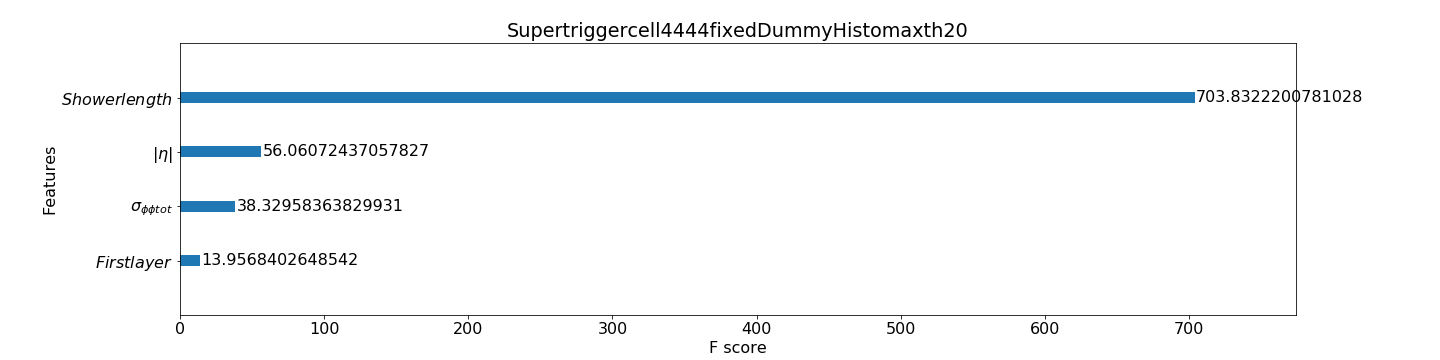 Supertriggercell4444fixedDummyHistomaxth20
Features
Showerlength
703.8322200781028
|η|
56.06072437057827
σϕϕtot
38.32958363829931
Firstlayer
13.9568402648542
0 100 200 300 400 500 600 700
F score